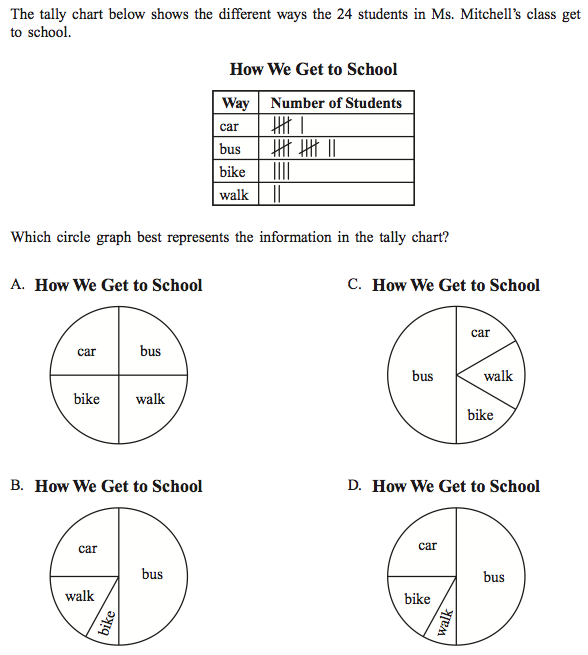 The tally chart below shows the different ways the 24 students in Ms. Mitchell's class get
to school.
How We Get to School
Way Number of Students
car
bus
bike
walk
Which circle graph best represents the information in the tally chart?
A. How We Get to School
car bus
bike walk
C. How We Get to School
car
bus walk
bike
B. How We Get to School
car
bus
walk
bike
D. How We Get to School
car
bus
bike
walk